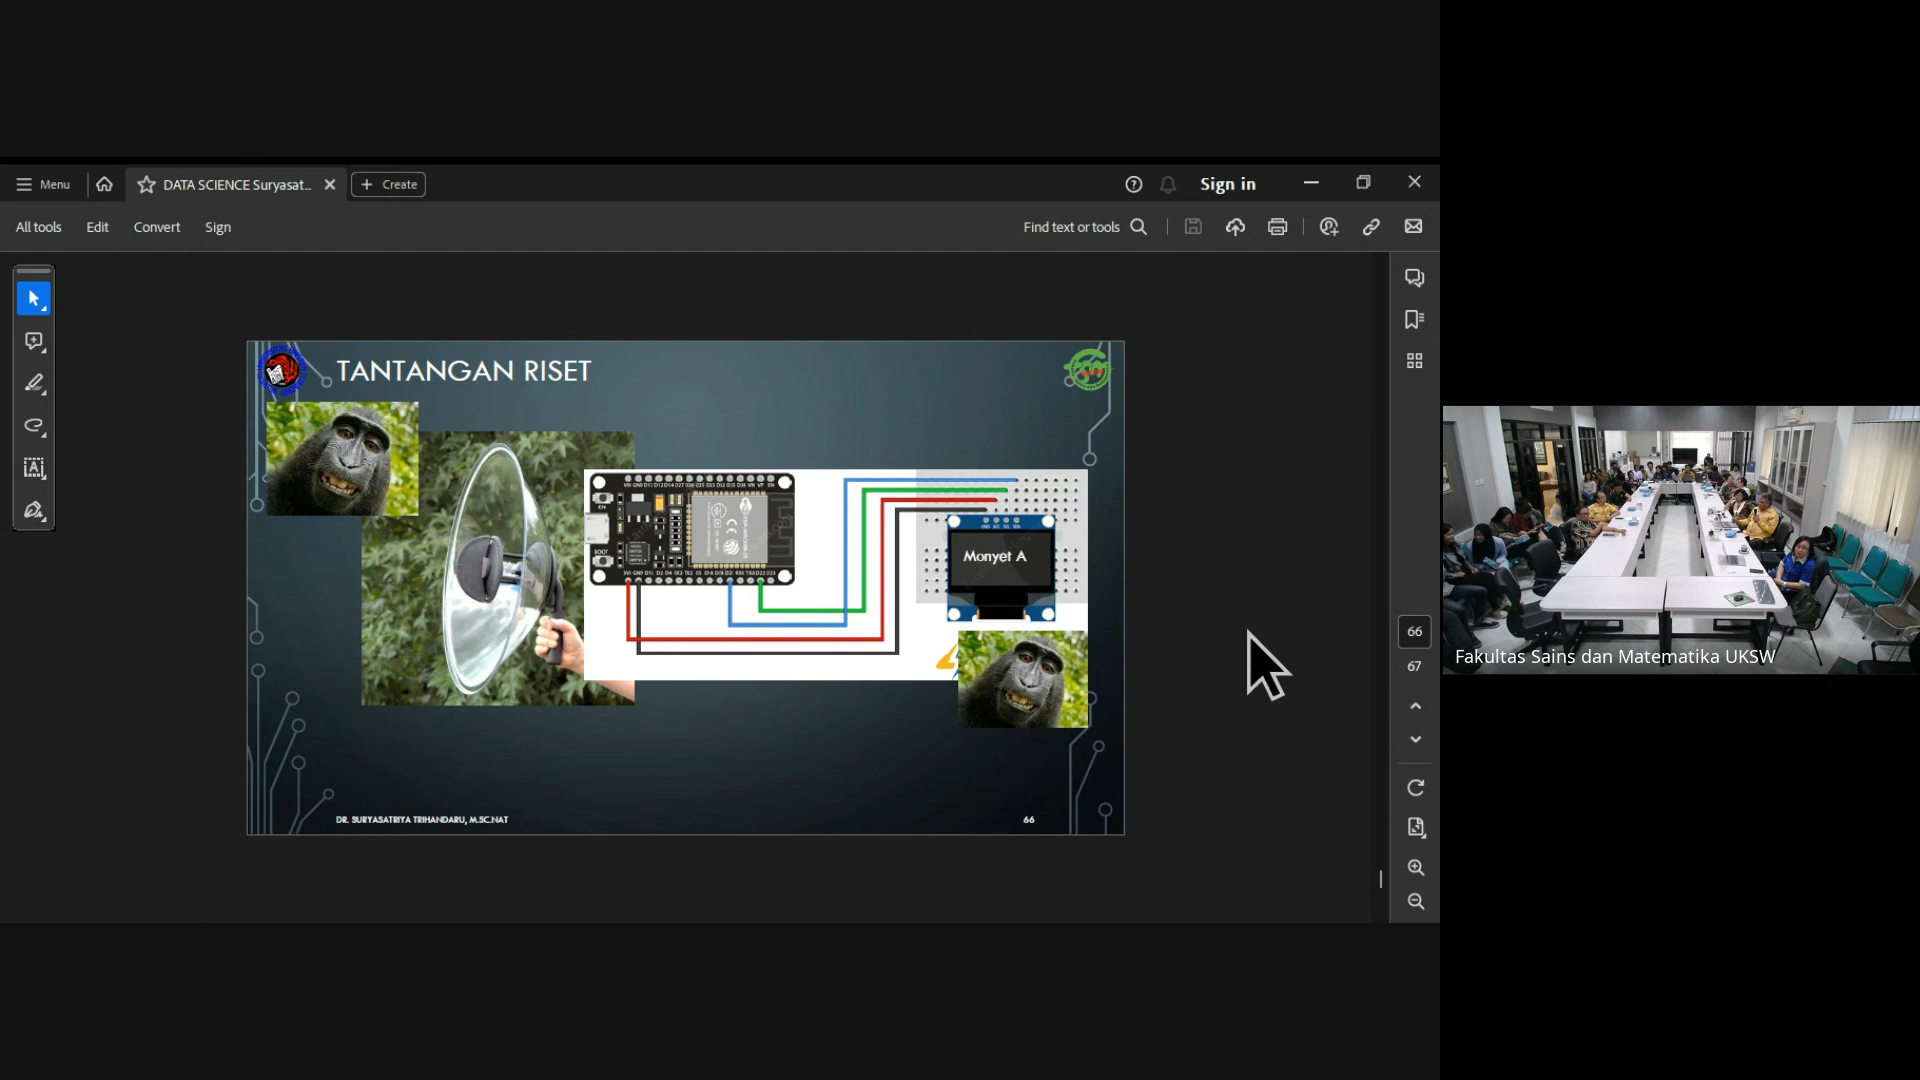 Menu
DATA SCIENCE Suryasat...
Create
Sign in
All tools
Edit
Convert
Sign
Find text or tools
TANTANGAN RISET
Monyet A
BOOT
66
67
Fakultas Sains dan Matematika UKSW
DR. SURYASATRIYA TRIHANDARU, M.SC.NAT
66